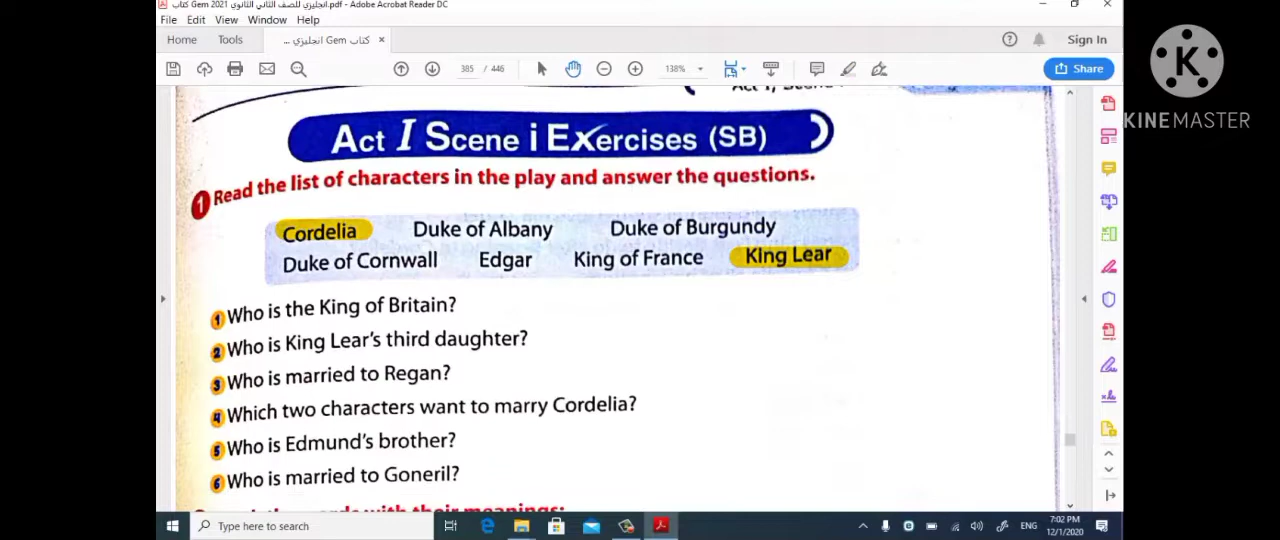 كتاب Gem انجليزي للصف الثاني الثانوي 2021.pdf - Adobe Acrobat Reader DC
File Edit View Window Help
Home Tools كتاب Gem انجليزي ... × Sign In
385 / 446 138% Share
KINEMASTER
K
Act I Scene i Exercises (SB)
1 Read the list of characters in the play and answer the questions.
Cordelia Duke of Albany Duke of Burgundy
Duke of Cornwall Edgar King of France King Lear
1 Who is the King of Britain?
2 Who is King Lear's third daughter?
3 Who is married to Regan?
4 Which two characters want to marry Cordelia?
5 Who is Edmund's brother?
6 Who is married to Goneril?
words with their meanings:
Type here to search
ENG 7:02 PM
12/1/2020